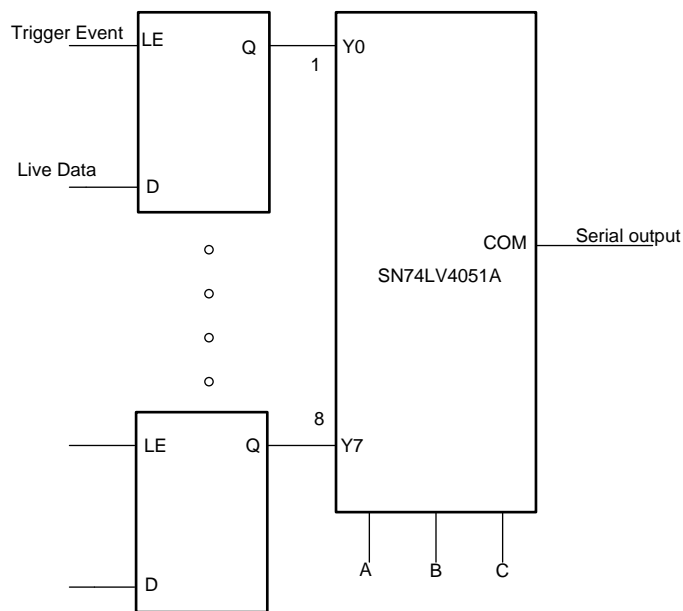 Trigger Event
LE
Q
1
Y0
Live Data
D
COM
Serial output
SN74LV4051A
8
LE
Q
Y7
D
A
B
C